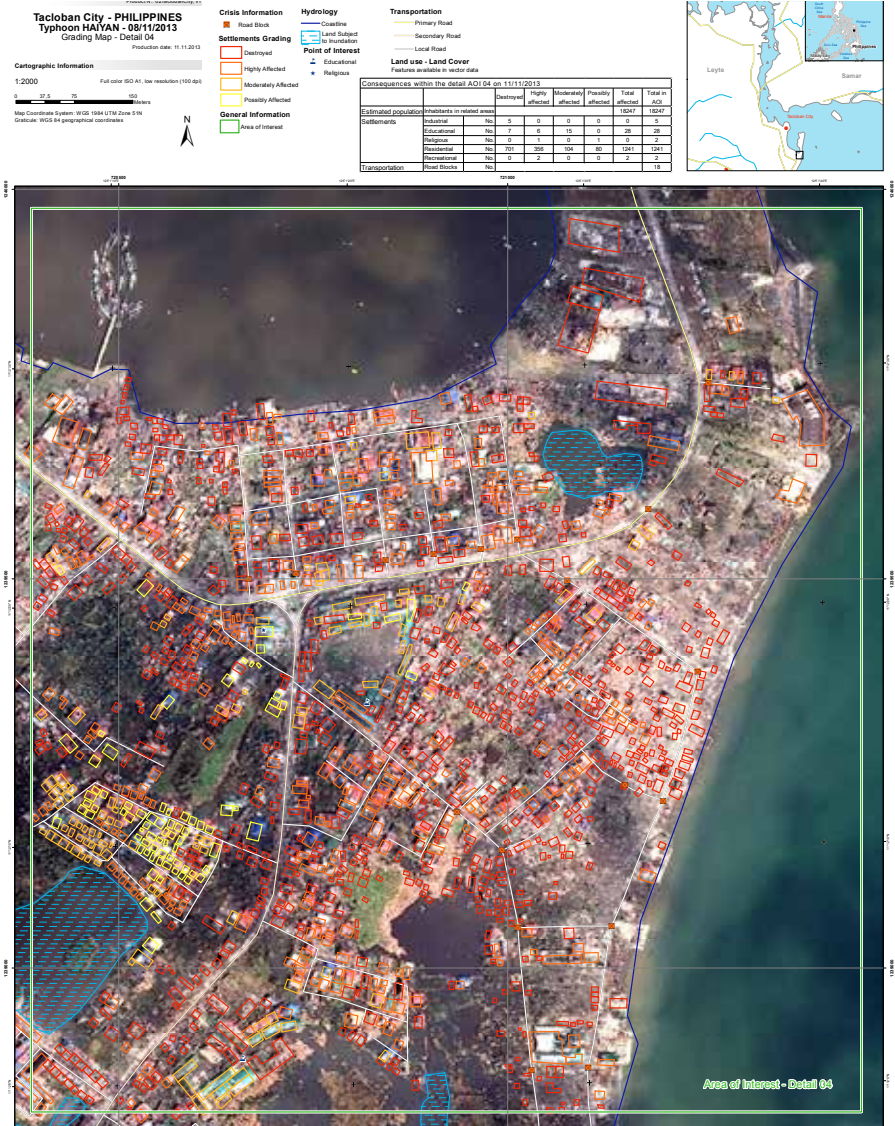 Tacloban City - PHILIPPINES
Typhoon HAIYAN - 08/11/2013
Grading Map - Detail 04
Production date: 11.11.2013
Cartographic Information
1:2000
Full color ISO A1, low resolution (100 dpi)
0 37.5 75 150
Meters
Map Coordinate System: WGS 1984 UTM Zone 51N
Graticule: WGS 84 geographical coordinates
N
Crisis Information
Road Block
Settlements Grading
Destroyed
Highly Affected
Moderately Affected
Possibly Affected
General Information
Area of Interest
Hydrology
Coastline
Land Subject
to Inundation
Point of Interest
Educational
Religious
Transportation
Primary Road
Secondary Road
Local Road
Land use - Land Cover
Features available in vector data
Consequences within the detail AOI 04 on 11/11/2013
Destroyed Highly affected Moderately affected Possibly affected Total affected Total in AOI
Estimated population Inhabitants in related areas 18247 18247
Settlements Industrial No. 5 0 0 0 0 5
Educational No. 7 6 15 0 28 28
Religious No. 0 1 0 1 0 2
Residential No. 701 356 104 80 1241 1241
Recreational No. 0 2 0 0 2 2
Transportation Road Blocks No. 18
Leyte
Samar
Tacloban City
Manila
Philippines
Area of Interest - Detail 04